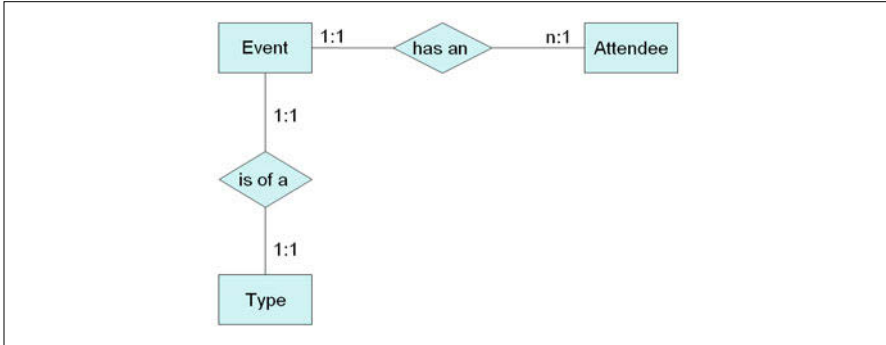 Event
1:1
has an
n:1
Attendee
1:1
is of a
1:1
Type